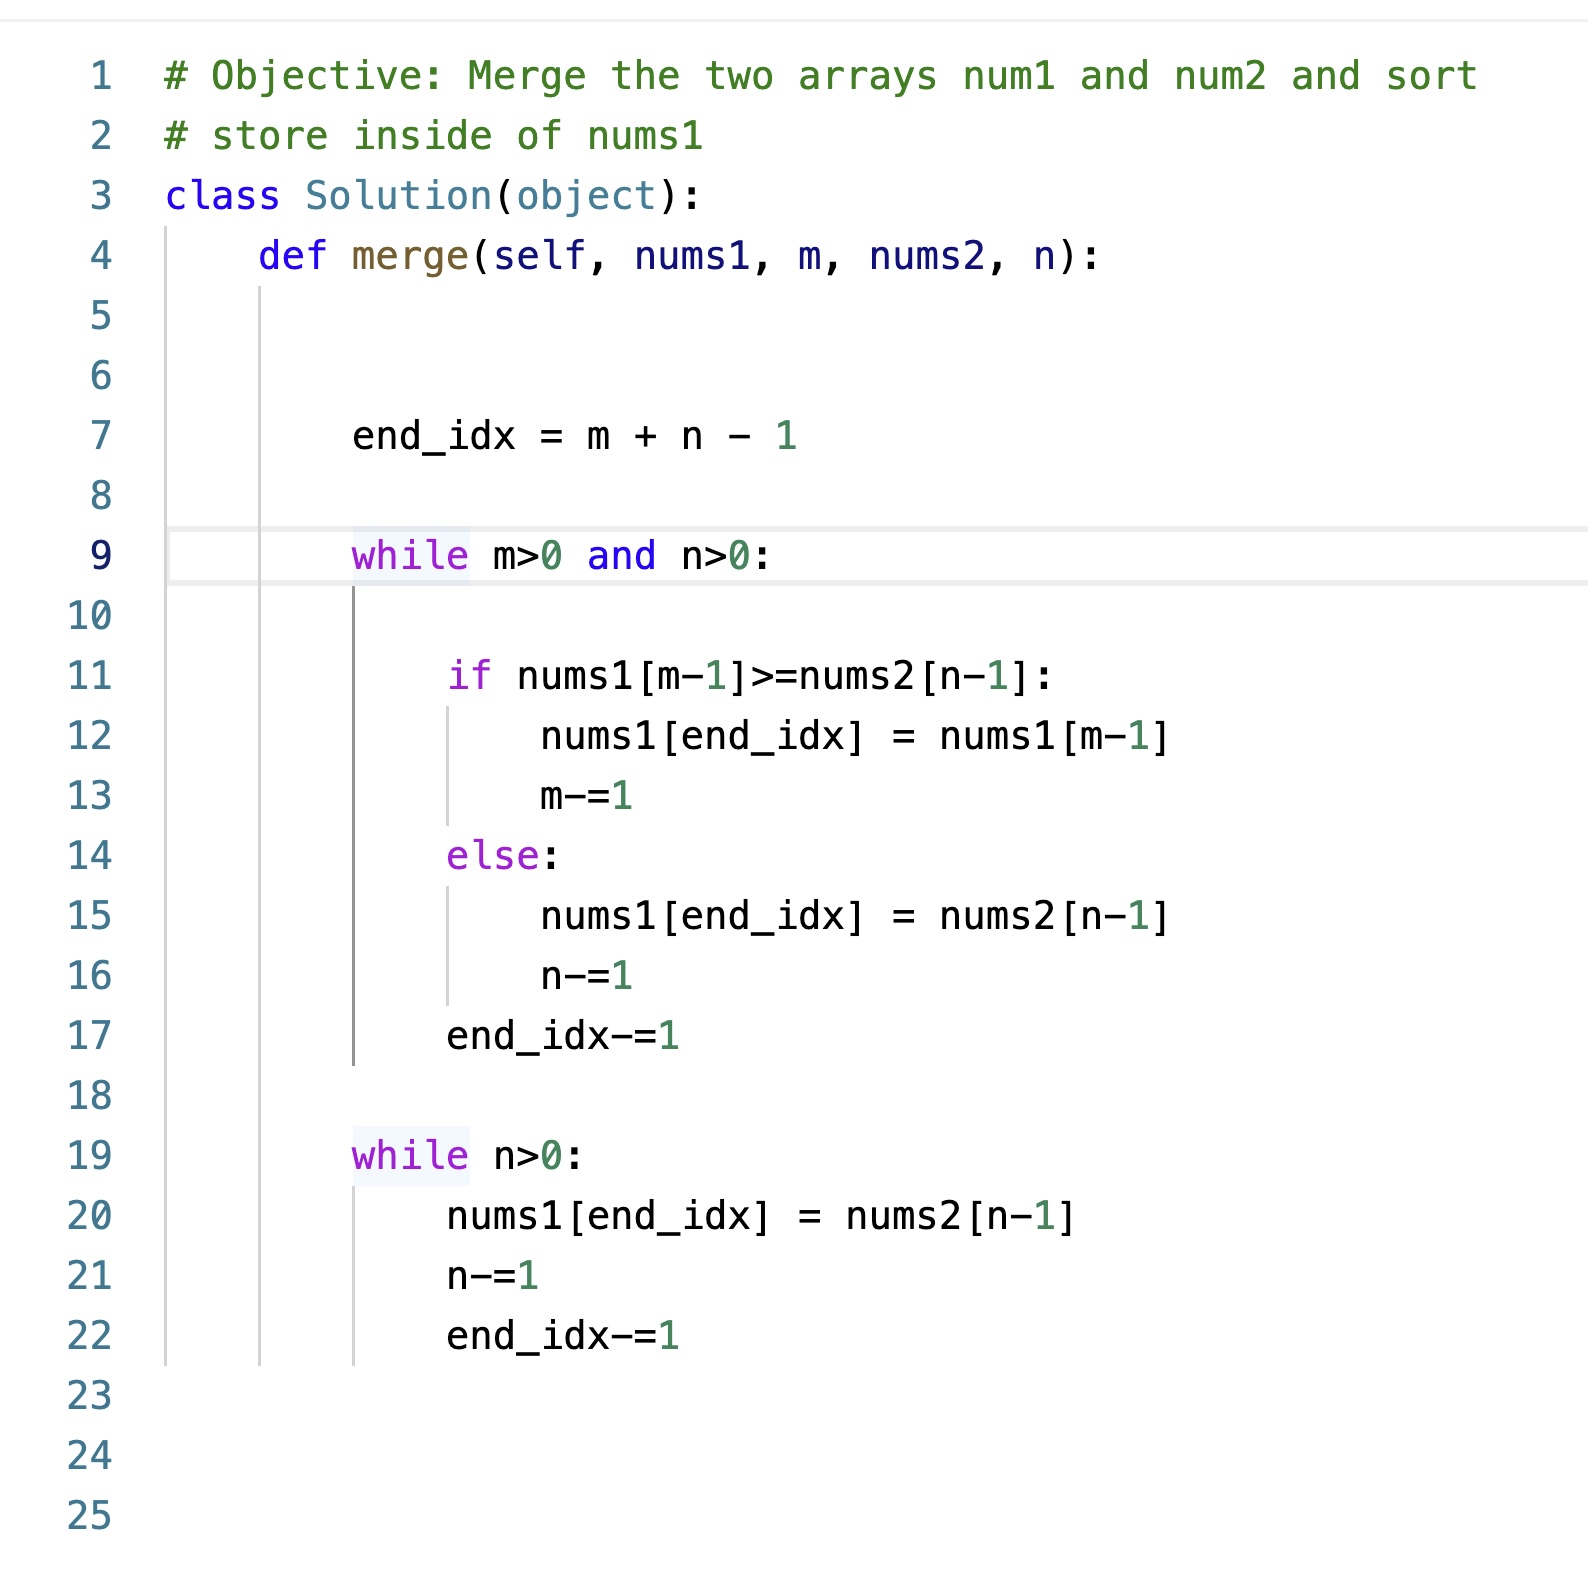 1 # Objective: Merge the two arrays num1 and num2 and sort
2 # store inside of nums1
3 class Solution(object):
4     def merge(self, nums1, m, nums2, n):
5
6
7         end_idx = m + n - 1
8
9         while m>0 and n>0:
10
11             if nums1[m-1]>=nums2[n-1]:
12                 nums1[end_idx] = nums1[m-1]
13                 m-=1
14             else:
15                 nums1[end_idx] = nums2[n-1]
16                 n-=1
17             end_idx-=1
18
19         while n>0:
20             nums1[end_idx] = nums2[n-1]
21             n-=1
22             end_idx-=1
23
24
25